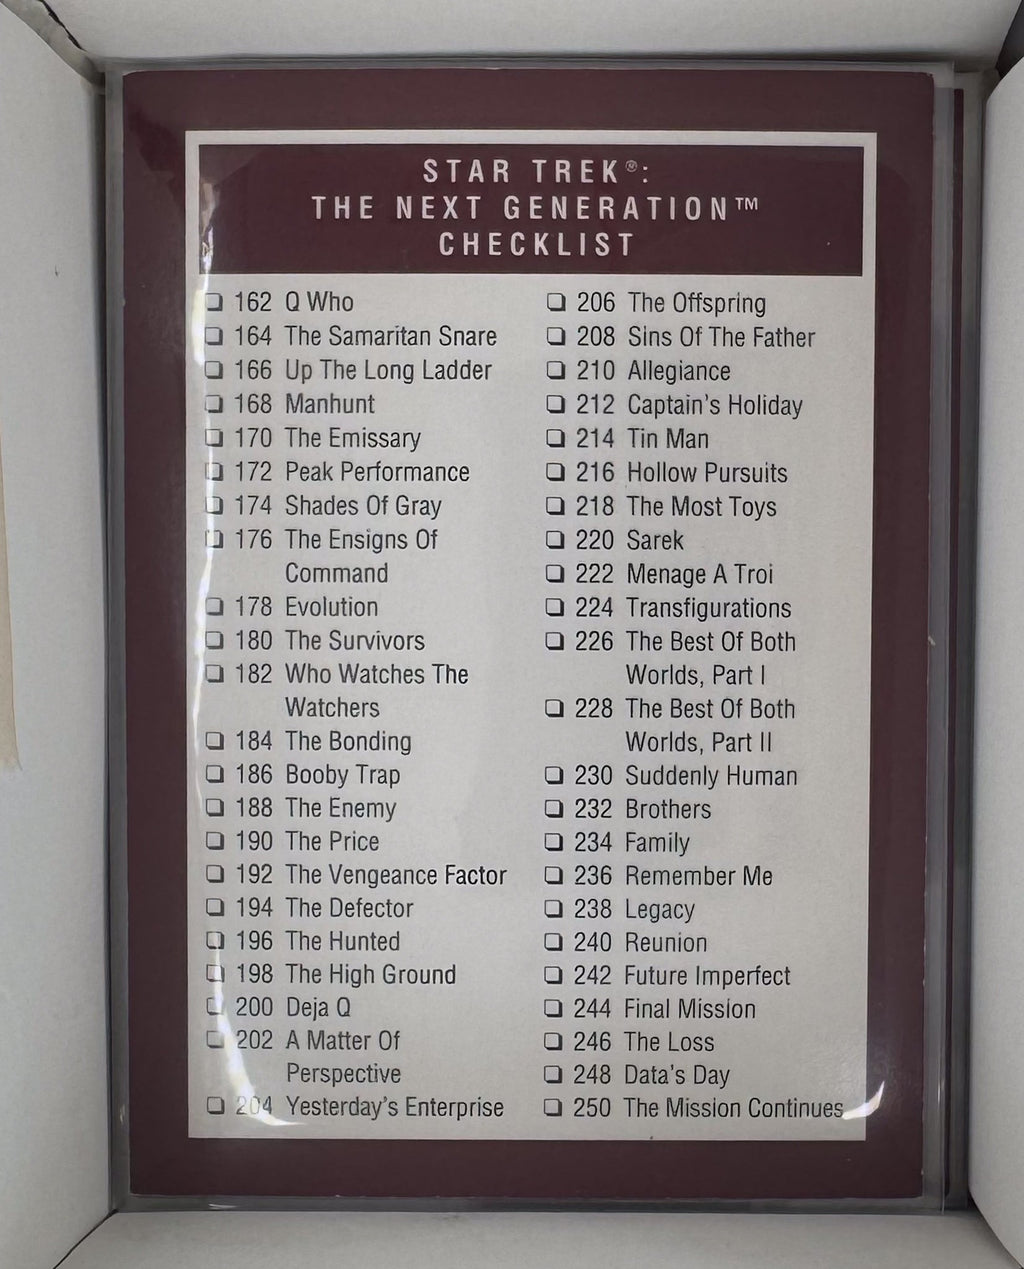 STAR TREK®:
THE NEXT GENERATION™
CHECKLIST
162 Q Who
164 The Samaritan Snare
166 Up The Long Ladder
168 Manhunt
170 The Emissary
172 Peak Performance
174 Shades Of Gray
176 The Ensigns Of
Command
178 Evolution
180 The Survivors
182 Who Watches The
Watchers
184 The Bonding
186 Booby Trap
188 The Enemy
190 The Price
192 The Vengeance Factor
194 The Defector
196 The Hunted
198 The High Ground
200 Deja Q
202 A Matter Of
Perspective
204 Yesterday's Enterprise
206 The Offspring
208 Sins Of The Father
210 Allegiance
212 Captain's Holiday
214 Tin Man
216 Hollow Pursuits
218 The Most Toys
220 Sarek
222 Menage A Troi
224 Transfigurations
226 The Best Of Both
Worlds, Part I
228 The Best Of Both
Worlds, Part II
230 Suddenly Human
232 Brothers
234 Family
236 Remember Me
238 Legacy
240 Reunion
242 Future Imperfect
244 Final Mission
246 The Loss
248 Data's Day
250 The Mission Continues